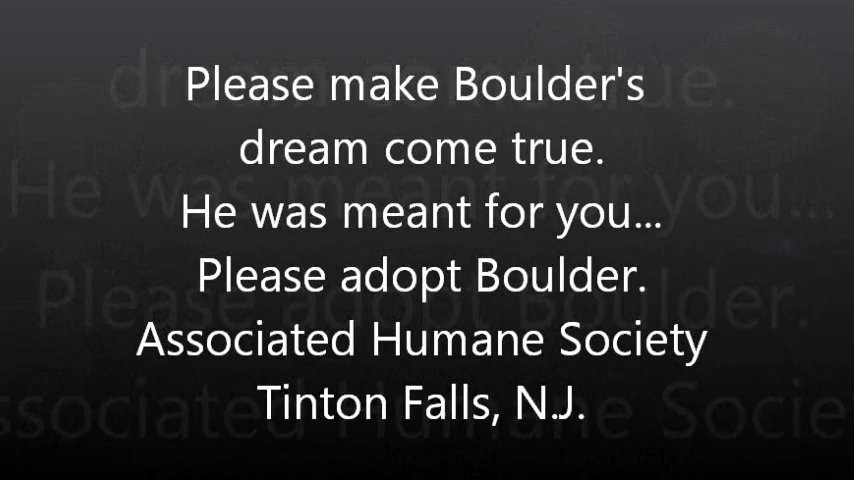 Please make Boulder's
dream come true.
He was meant for you...
Please adopt Boulder.
Associated Humane Society
Tinton Falls, N.J.